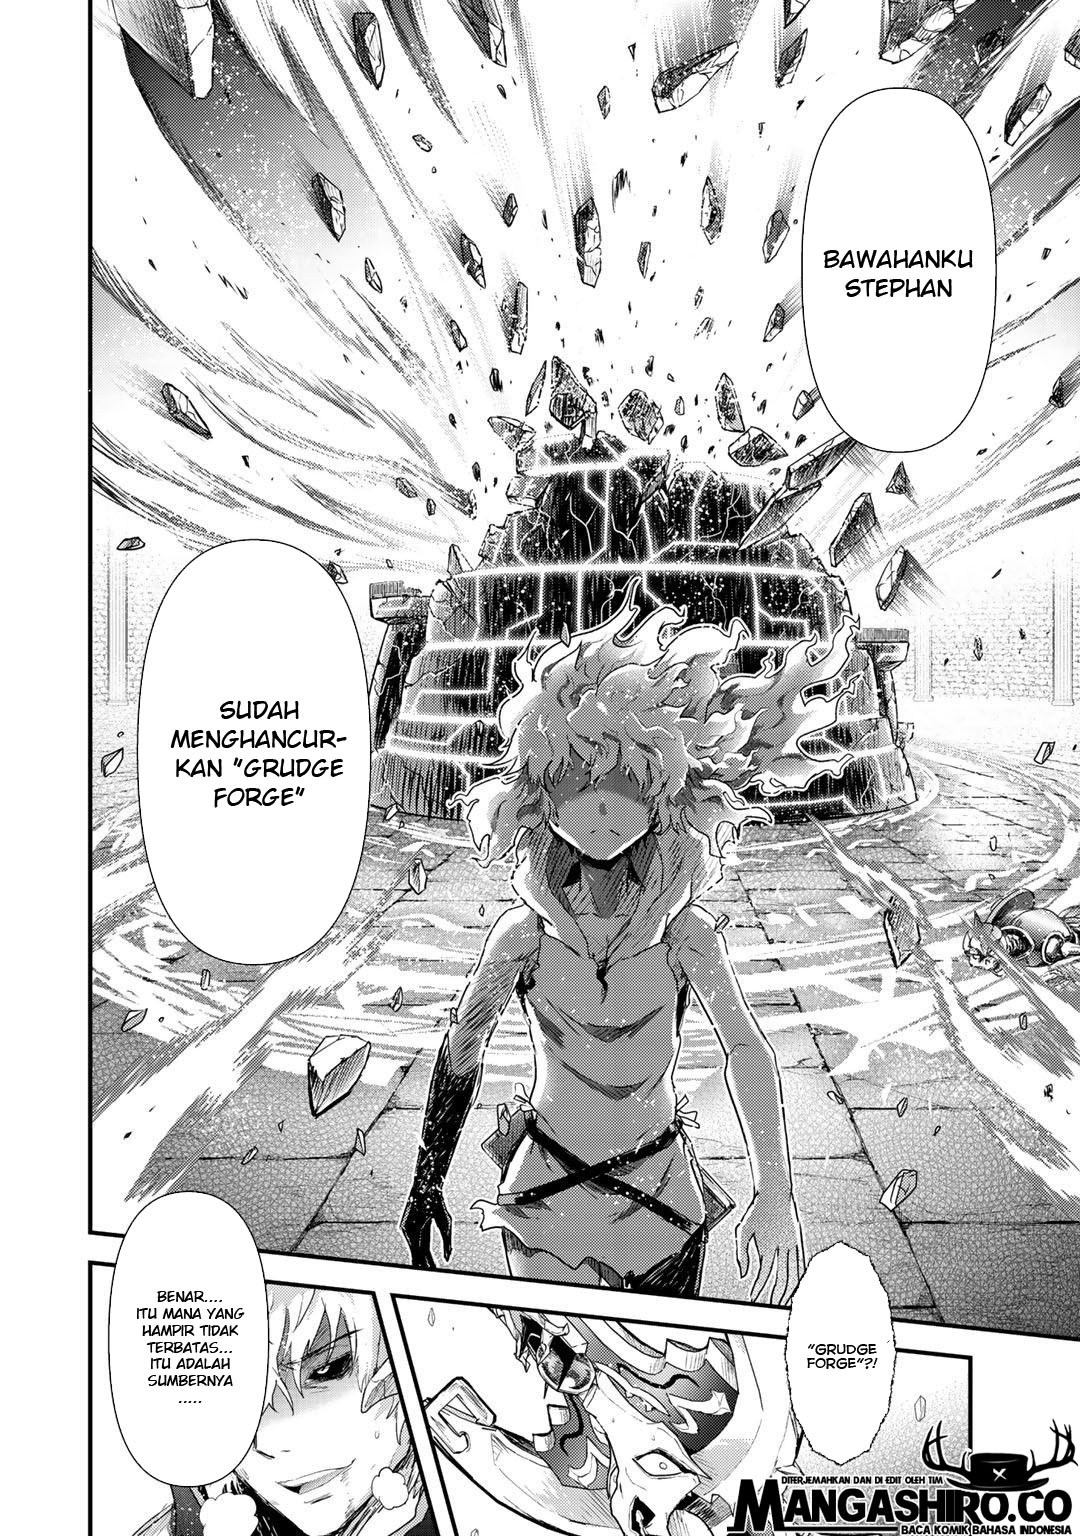 BAWAHANKU
STEPHAN
SUDAH
MENGHANCUR-
KAN "GRUDGE
FORGE"
"GRUDGE
FORGE"?!
BENAR....
ITU MANA YANG
HAMPIR TIDAK
TERBATAS...
ITU ADALAH
SUMBERNYA
.....
DITERJEMAHKAN DAN DI EDIT OLEH TIM
MANGASHIRO.CO
BACA KOMIK BAHASA INDONESIA